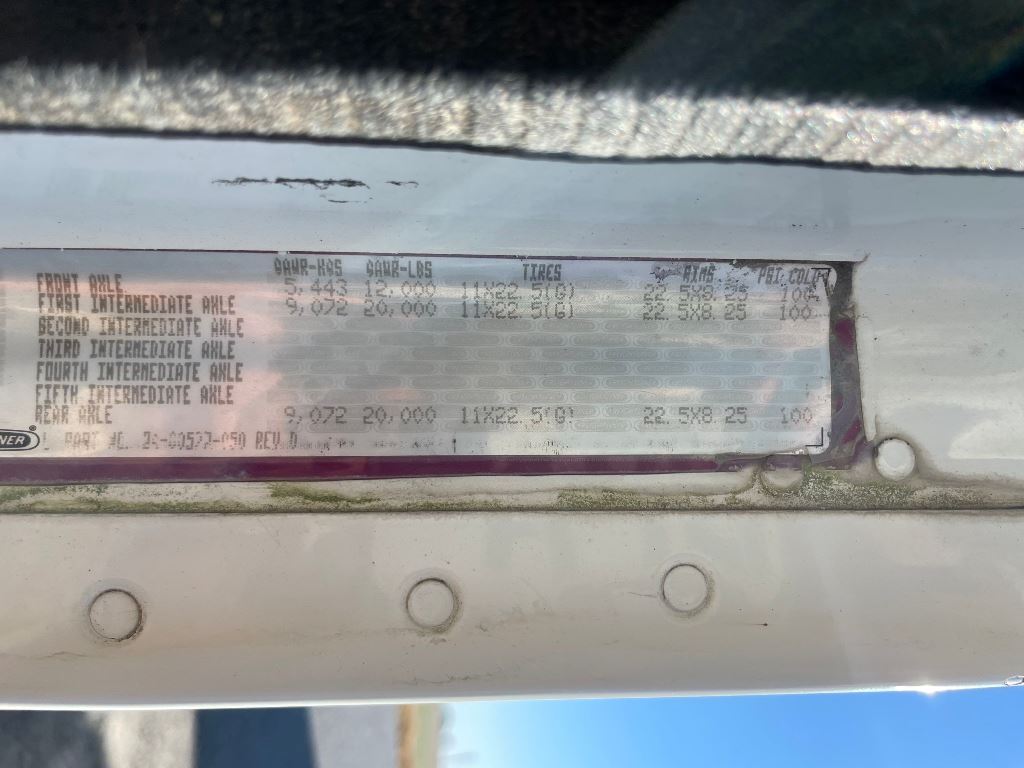 GAWR-KGS GAWR-LBS TIRES RIMS PSI COLD
FRONT AXLE 5,443 12,000 11X22.5(G) 22.5X8.25 100
FIRST INTERMEDIATE AXLE 9,072 20,000 11X22.5(G) 22.5X8.25 100
SECOND INTERMEDIATE AXLE
THIRD INTERMEDIATE AXLE
FOURTH INTERMEDIATE AXLE
FIFTH INTERMEDIATE AXLE
REAR AXLE 9,072 20,000 11X22.5(G) 22.5X8.25 100
NER®
PART REV D